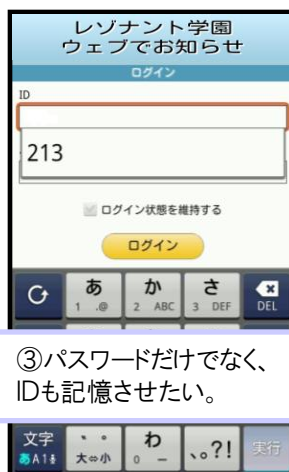 レゾナント学園
ウェブでお知らせ
ログイン
ID
213
ログイン状態を維持する
ログイン
あ か さ
1 .@ 2 ABC 3 DEF DEL
③パスワードだけでなく、
IDも記憶させたい。
文字 わ 、。?! 実行
あA1 大⇔小 0 ー